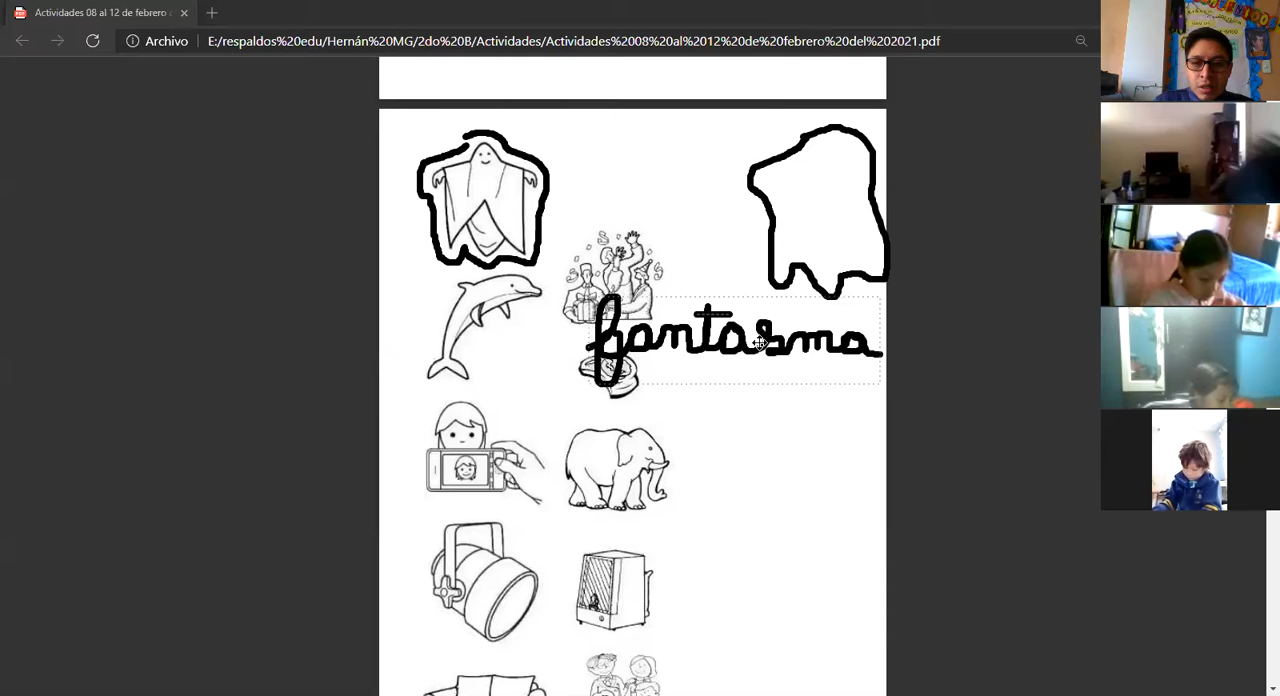 Actividades 08 al 12 de febrero
Archivo
E:/respaldos%20edu/Hernán%20MG/2do%20B/Actividades/Actividades%2008%20al%2012%20de%20febrero%20del%202021.pdf
fantasma